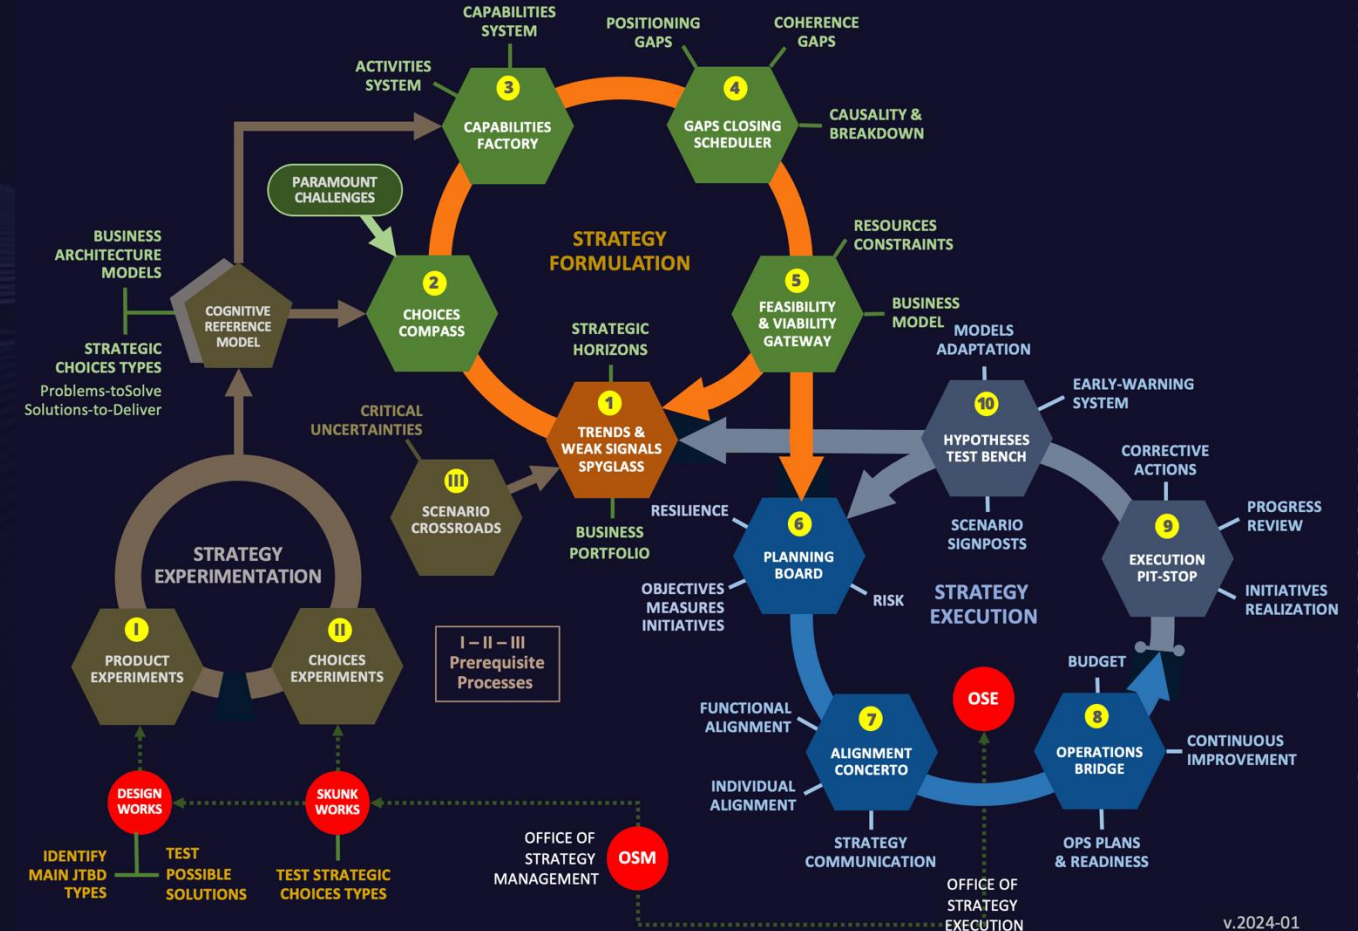 CAPABILITIES
SYSTEM
POSITIONING
GAPS
COHERENCE
GAPS
ACTIVITIES
SYSTEM
3
CAPABILITIES
FACTORY
4
GAPS CLOSING
SCHEDULER
CAUSALITY &
BREAKDOWN
PARAMOUNT
CHALLENGES
STRATEGY
FORMULATION
RESOURCES
CONSTRAINTS
BUSINESS
ARCHITECTURE
MODELS
COGNITIVE
REFERENCE
MODEL
2
CHOICES
COMPASS
5
FEASIBILITY
& VIABILITY
GATEWAY
BUSINESS
MODEL
STRATEGIC
CHOICES TYPES
Problems-toSolve
Solutions-to-Deliver
STRATEGIC
HORIZONS
MODELS
ADAPTATION
EARLY-WARNING
SYSTEM
CRITICAL
UNCERTAINTIES
1
TRENDS &
WEAK SIGNALS
SPYGLASS
10
HYPOTHESES
TEST BENCH
CORRECTIVE
ACTIONS
III
SCENARIO
CROSSROADS
BUSINESS
PORTFOLIO
RESILIENCE
6
PLANNING
BOARD
SCENARIO
SIGNPOSTS
9
EXECUTION
PIT-STOP
PROGRESS
REVIEW
STRATEGY
EXPERIMENTATION
OBJECTIVES
MEASURES
INITIATIVES
RISK
STRATEGY
EXECUTION
INITIATIVES
REALIZATION
I
PRODUCT
EXPERIMENTS
II
CHOICES
EXPERIMENTS
I – II – III
Prerequisite
Processes
BUDGET
OSE
FUNCTIONAL
ALIGNMENT
7
ALIGNMENT
CONCERTO
8
OPERATIONS
BRIDGE
CONTINUOUS
IMPROVEMENT
INDIVIDUAL
ALIGNMENT
DESIGN
WORKS
SKUNK
WORKS
STRATEGY
COMMUNICATION
OPS PLANS
& READINESS
IDENTIFY
MAIN JTBD
TYPES
TEST
POSSIBLE
SOLUTIONS
TEST STRATEGIC
CHOICES TYPES
OFFICE OF
STRATEGY
MANAGEMENT
OSM
OFFICE OF
STRATEGY
EXECUTION
v.2024-01